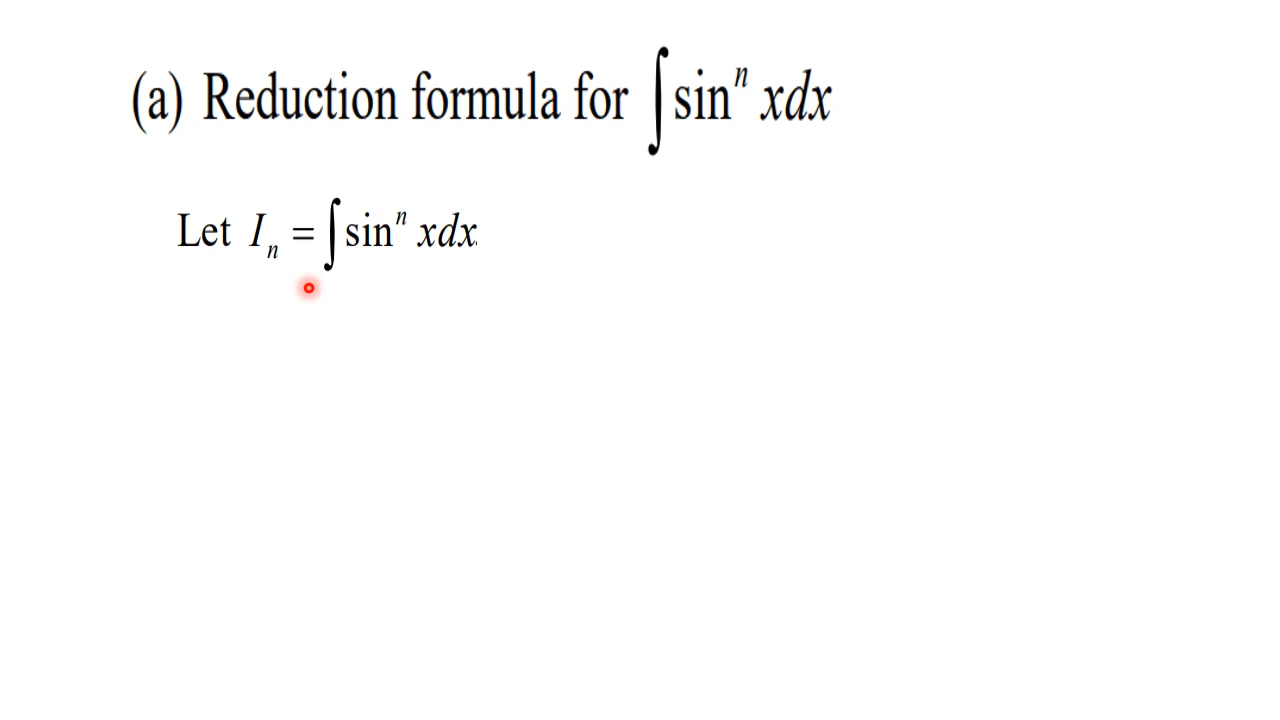 (a) Reduction formula for ∫sinⁿ xdx
Let Iₙ = ∫sinⁿ xdx.